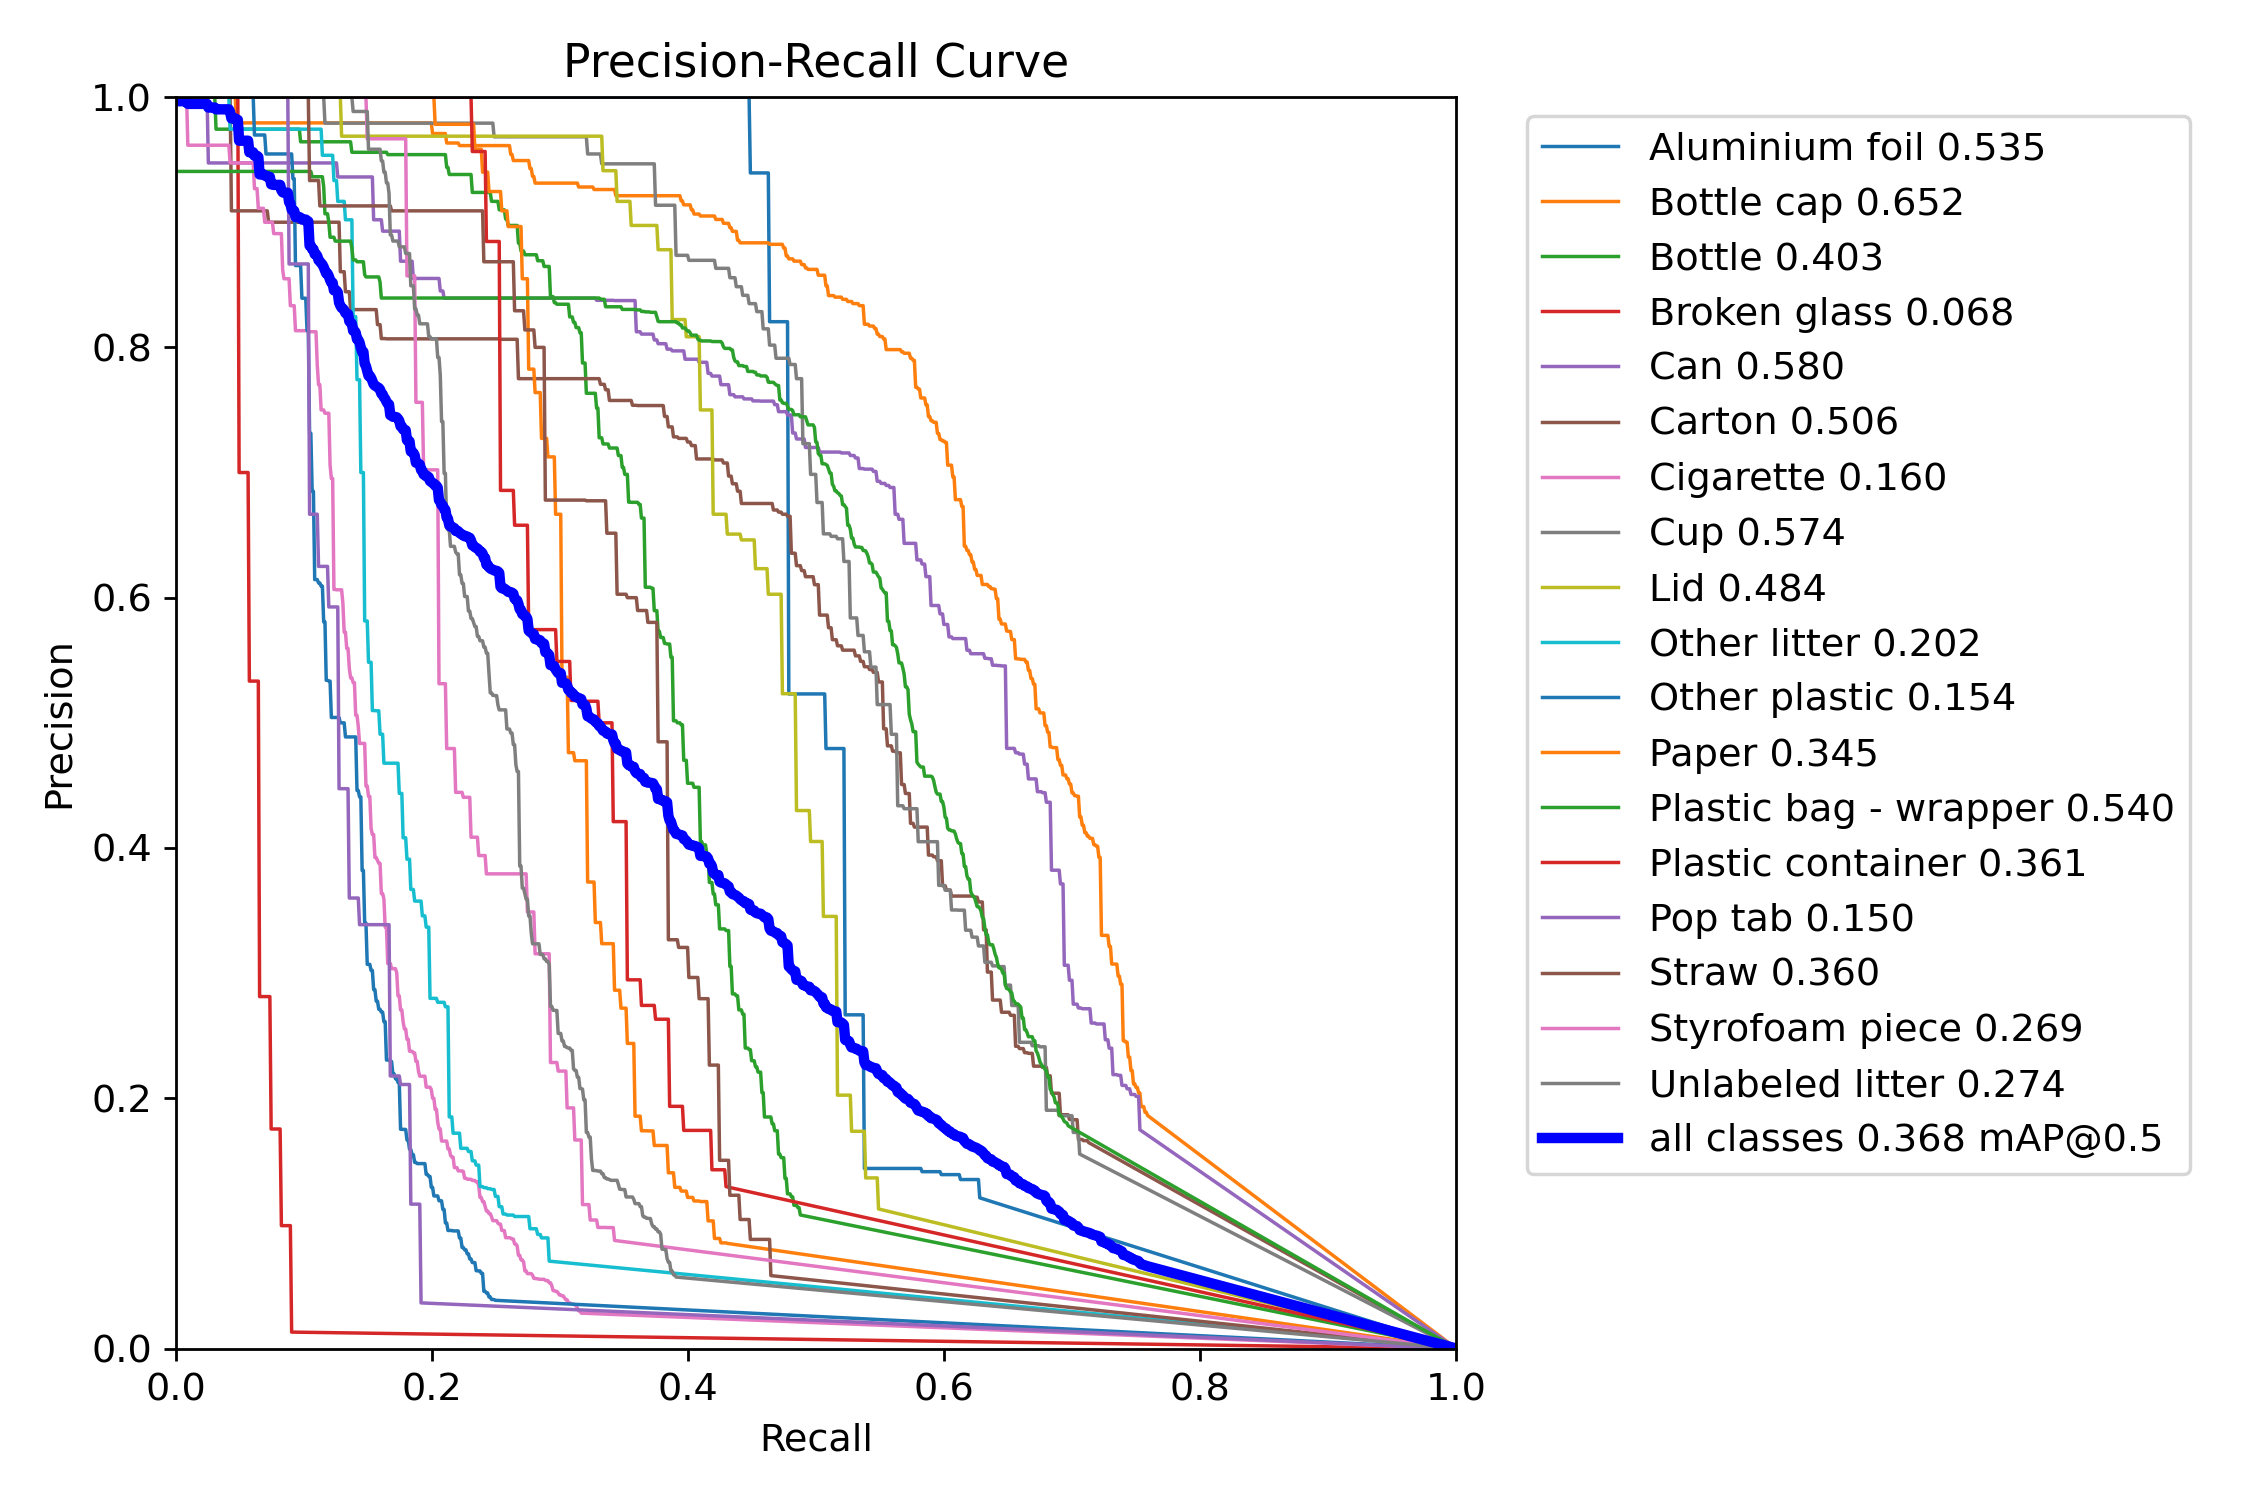 Precision-Recall Curve
1.0
0.8
0.6
0.4
0.2
0.0
Precision
0.0 0.2 0.4 0.6 0.8 1.0
Recall
Aluminium foil 0.535
Bottle cap 0.652
Bottle 0.403
Broken glass 0.068
Can 0.580
Carton 0.506
Cigarette 0.160
Cup 0.574
Lid 0.484
Other litter 0.202
Other plastic 0.154
Paper 0.345
Plastic bag - wrapper 0.540
Plastic container 0.361
Pop tab 0.150
Straw 0.360
Styrofoam piece 0.269
Unlabeled litter 0.274
all classes 0.368 mAP@0.5